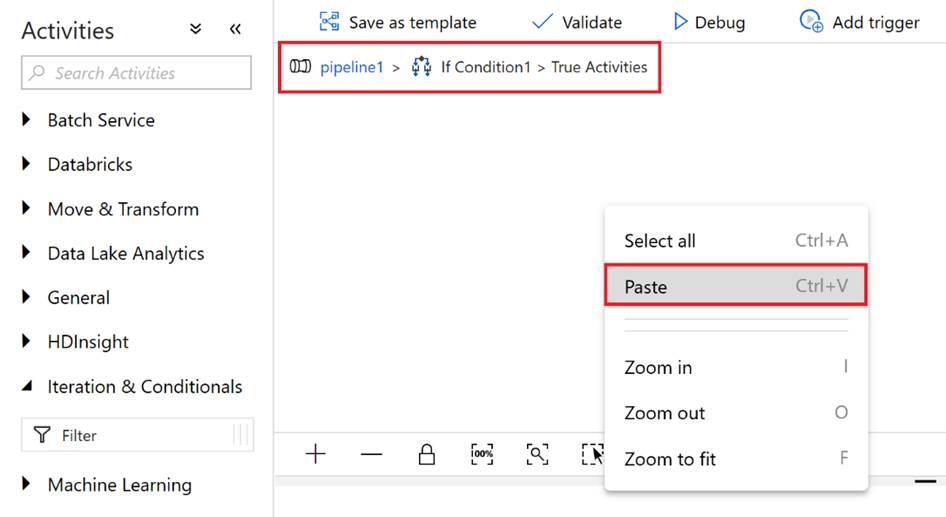 Activities
Search Activities
Batch Service
Databricks
Move & Transform
Data Lake Analytics
General
HDInsight
Iteration & Conditionals
Filter
Machine Learning
Save as template Validate Debug Add trigger
pipeline1 > If Condition1 > True Activities
Select all Ctrl+A
Paste Ctrl+V
Zoom in I
Zoom out O
Zoom to fit F
100%